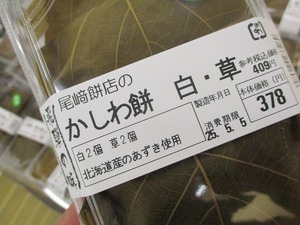 尾﨑餅店の
かしわ餅 白・草
白2個 草2個
北海道産のあずき使用
製造年月日
消費期限
25. 5. 5
参考税込価格
409円
本体価格(円)
378